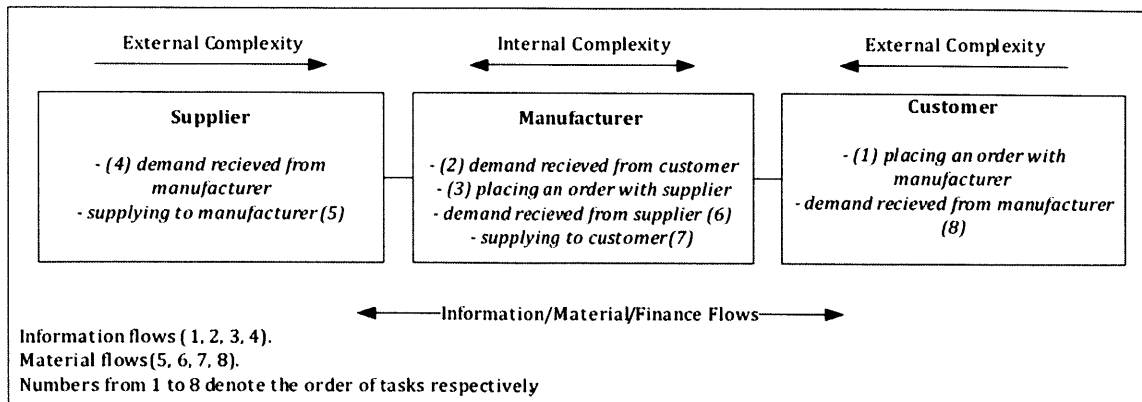 External Complexity
Internal Complexity
External Complexity
Supplier
- (4) demand recieved from
manufacturer
- supplying to manufacturer (5)
Manufacturer
- (2) demand recieved from customer
- (3) placing an order with supplier
- demand recieved from supplier (6)
- supplying to customer (7)
Customer
- (1) placing an order with
manufacturer
- demand recieved from manufacturer
(8)
Information/Material/Finance Flows
Information flows ( 1, 2, 3, 4).
Material flows (5, 6, 7, 8).
Numbers from 1 to 8 denote the order of tasks respectively